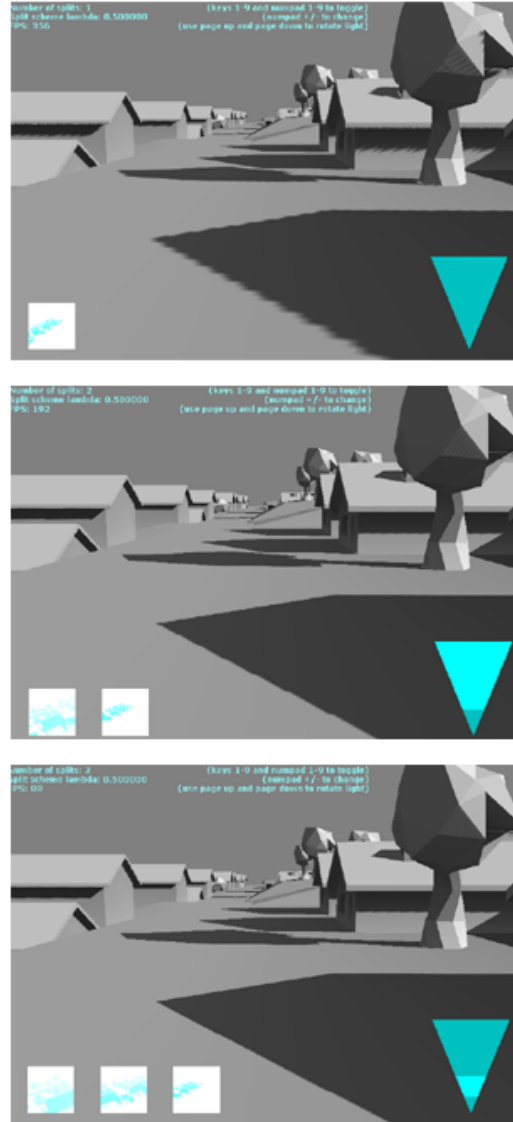 Number of splits: 1
(keys 1-9 and numpad 1-9 to toggle)
Split scheme lambda: 0.500000
(numpad +/- to change)
FPS: 356
(use page up and page down to rotate light)
Number of splits: 2
(keys 1-9 and numpad 1-9 to toggle)
Split scheme lambda: 0.500000
(numpad +/- to change)
FPS: 192
(use page up and page down to rotate light)
Number of splits: 3
(keys 1-9 and numpad 1-9 to toggle)
Split scheme lambda: 0.500000
(numpad +/- to change)
FPS:
(use page up and page down to rotate light)